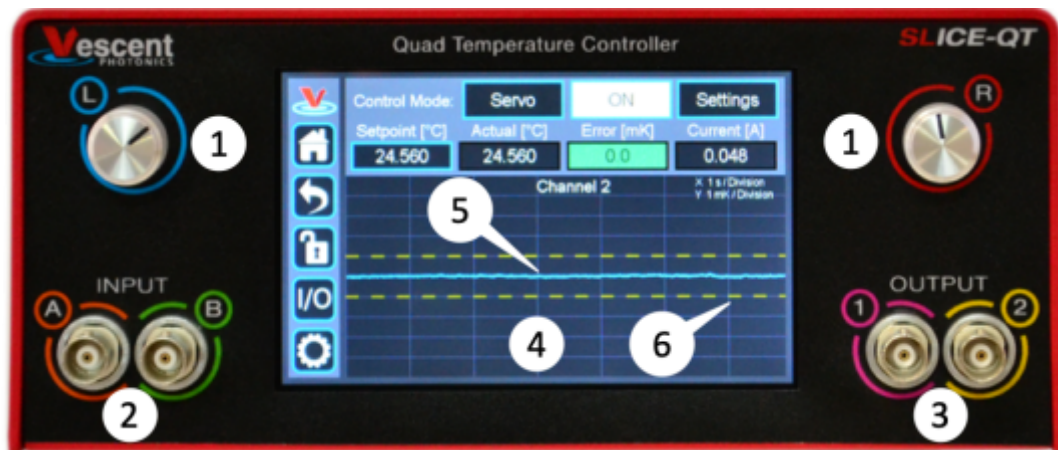 Vescent
PHOTONICS
Quad Temperature Controller
SLICE-QT
L
R
1
1
V
Control Mode: Servo ON Settings
Setpoint [°C] Actual [°C] Error [mK] Current [A]
24.560 24.560 0.0 0.048
Channel 2
X 1 s / Division
Y 1 mK / Division
5
I/O
4
6
INPUT
A
B
2
OUTPUT
1
2
3